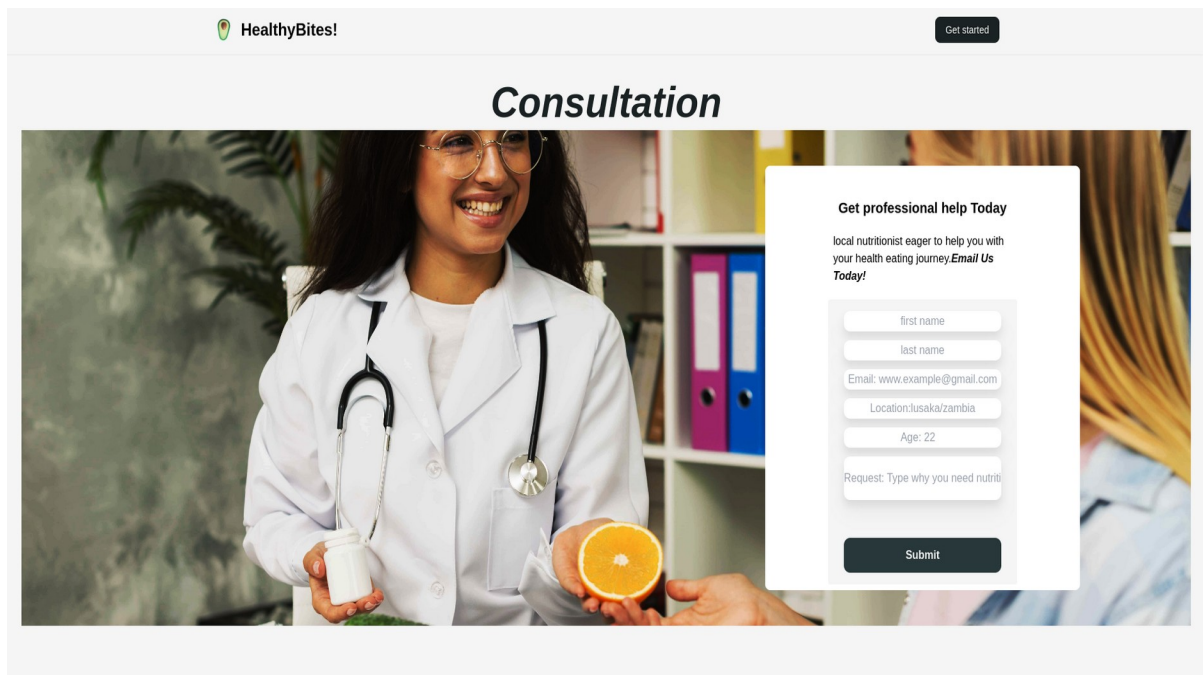 HealthyBites!
Get started
Consultation
Get professional help Today
local nutritionist eager to help you with
your health eating journey.Email Us
Today!
first name
last name
Email: www.example@gmail.com
Location:lusaka/zambia
Age: 22
Request: Type why you need nutriti
Submit